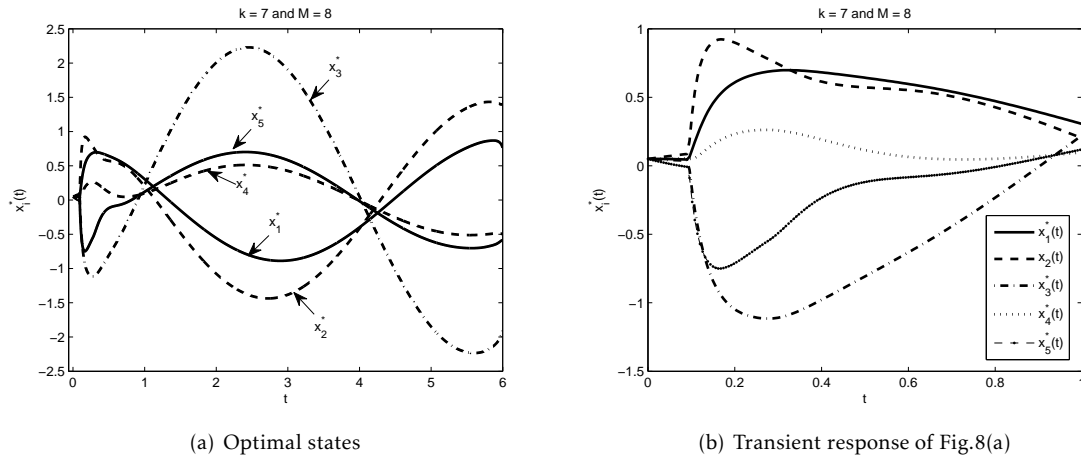 k = 7 and M = 8
2.5
2
1.5
1
0.5
0
−0.5
−1
−1.5
−2
−2.5
0
1
2
3
4
5
6
t
x*i(t)
x*3
x*5
x*4
x*1
x*2
(a) Optimal states
k = 7 and M = 8
1
0.5
0
−0.5
−1
−1.5
0
0.2
0.4
0.6
0.8
1
t
x*i(t)
x*1(t)
x2(t)
x*3(t)
x*4(t)
x*5(t)
(b) Transient response of Fig.8(a)